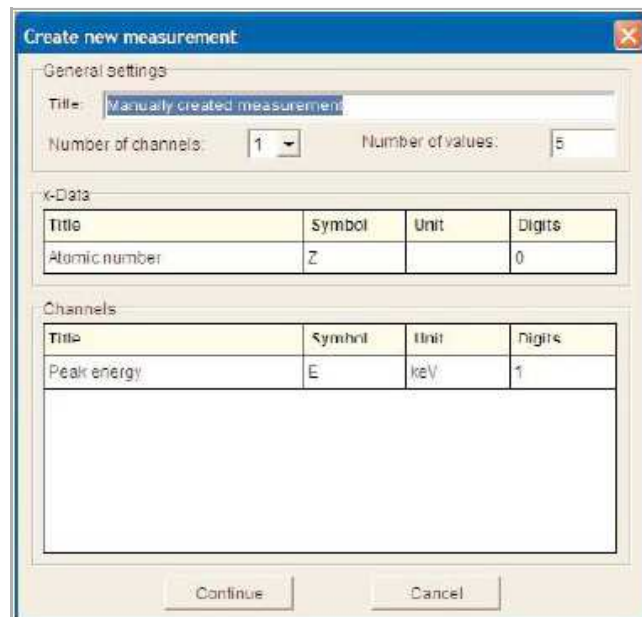 Create new measurement
General settings
Title: Manually created measurement
Number of channels: 1 Number of values: 5
x-Data
Title Symbol Unit Digits
Atomic number Z 0
Channels
Title Symbol Unit Digits
Peak energy E keV 1
Continue Cancel